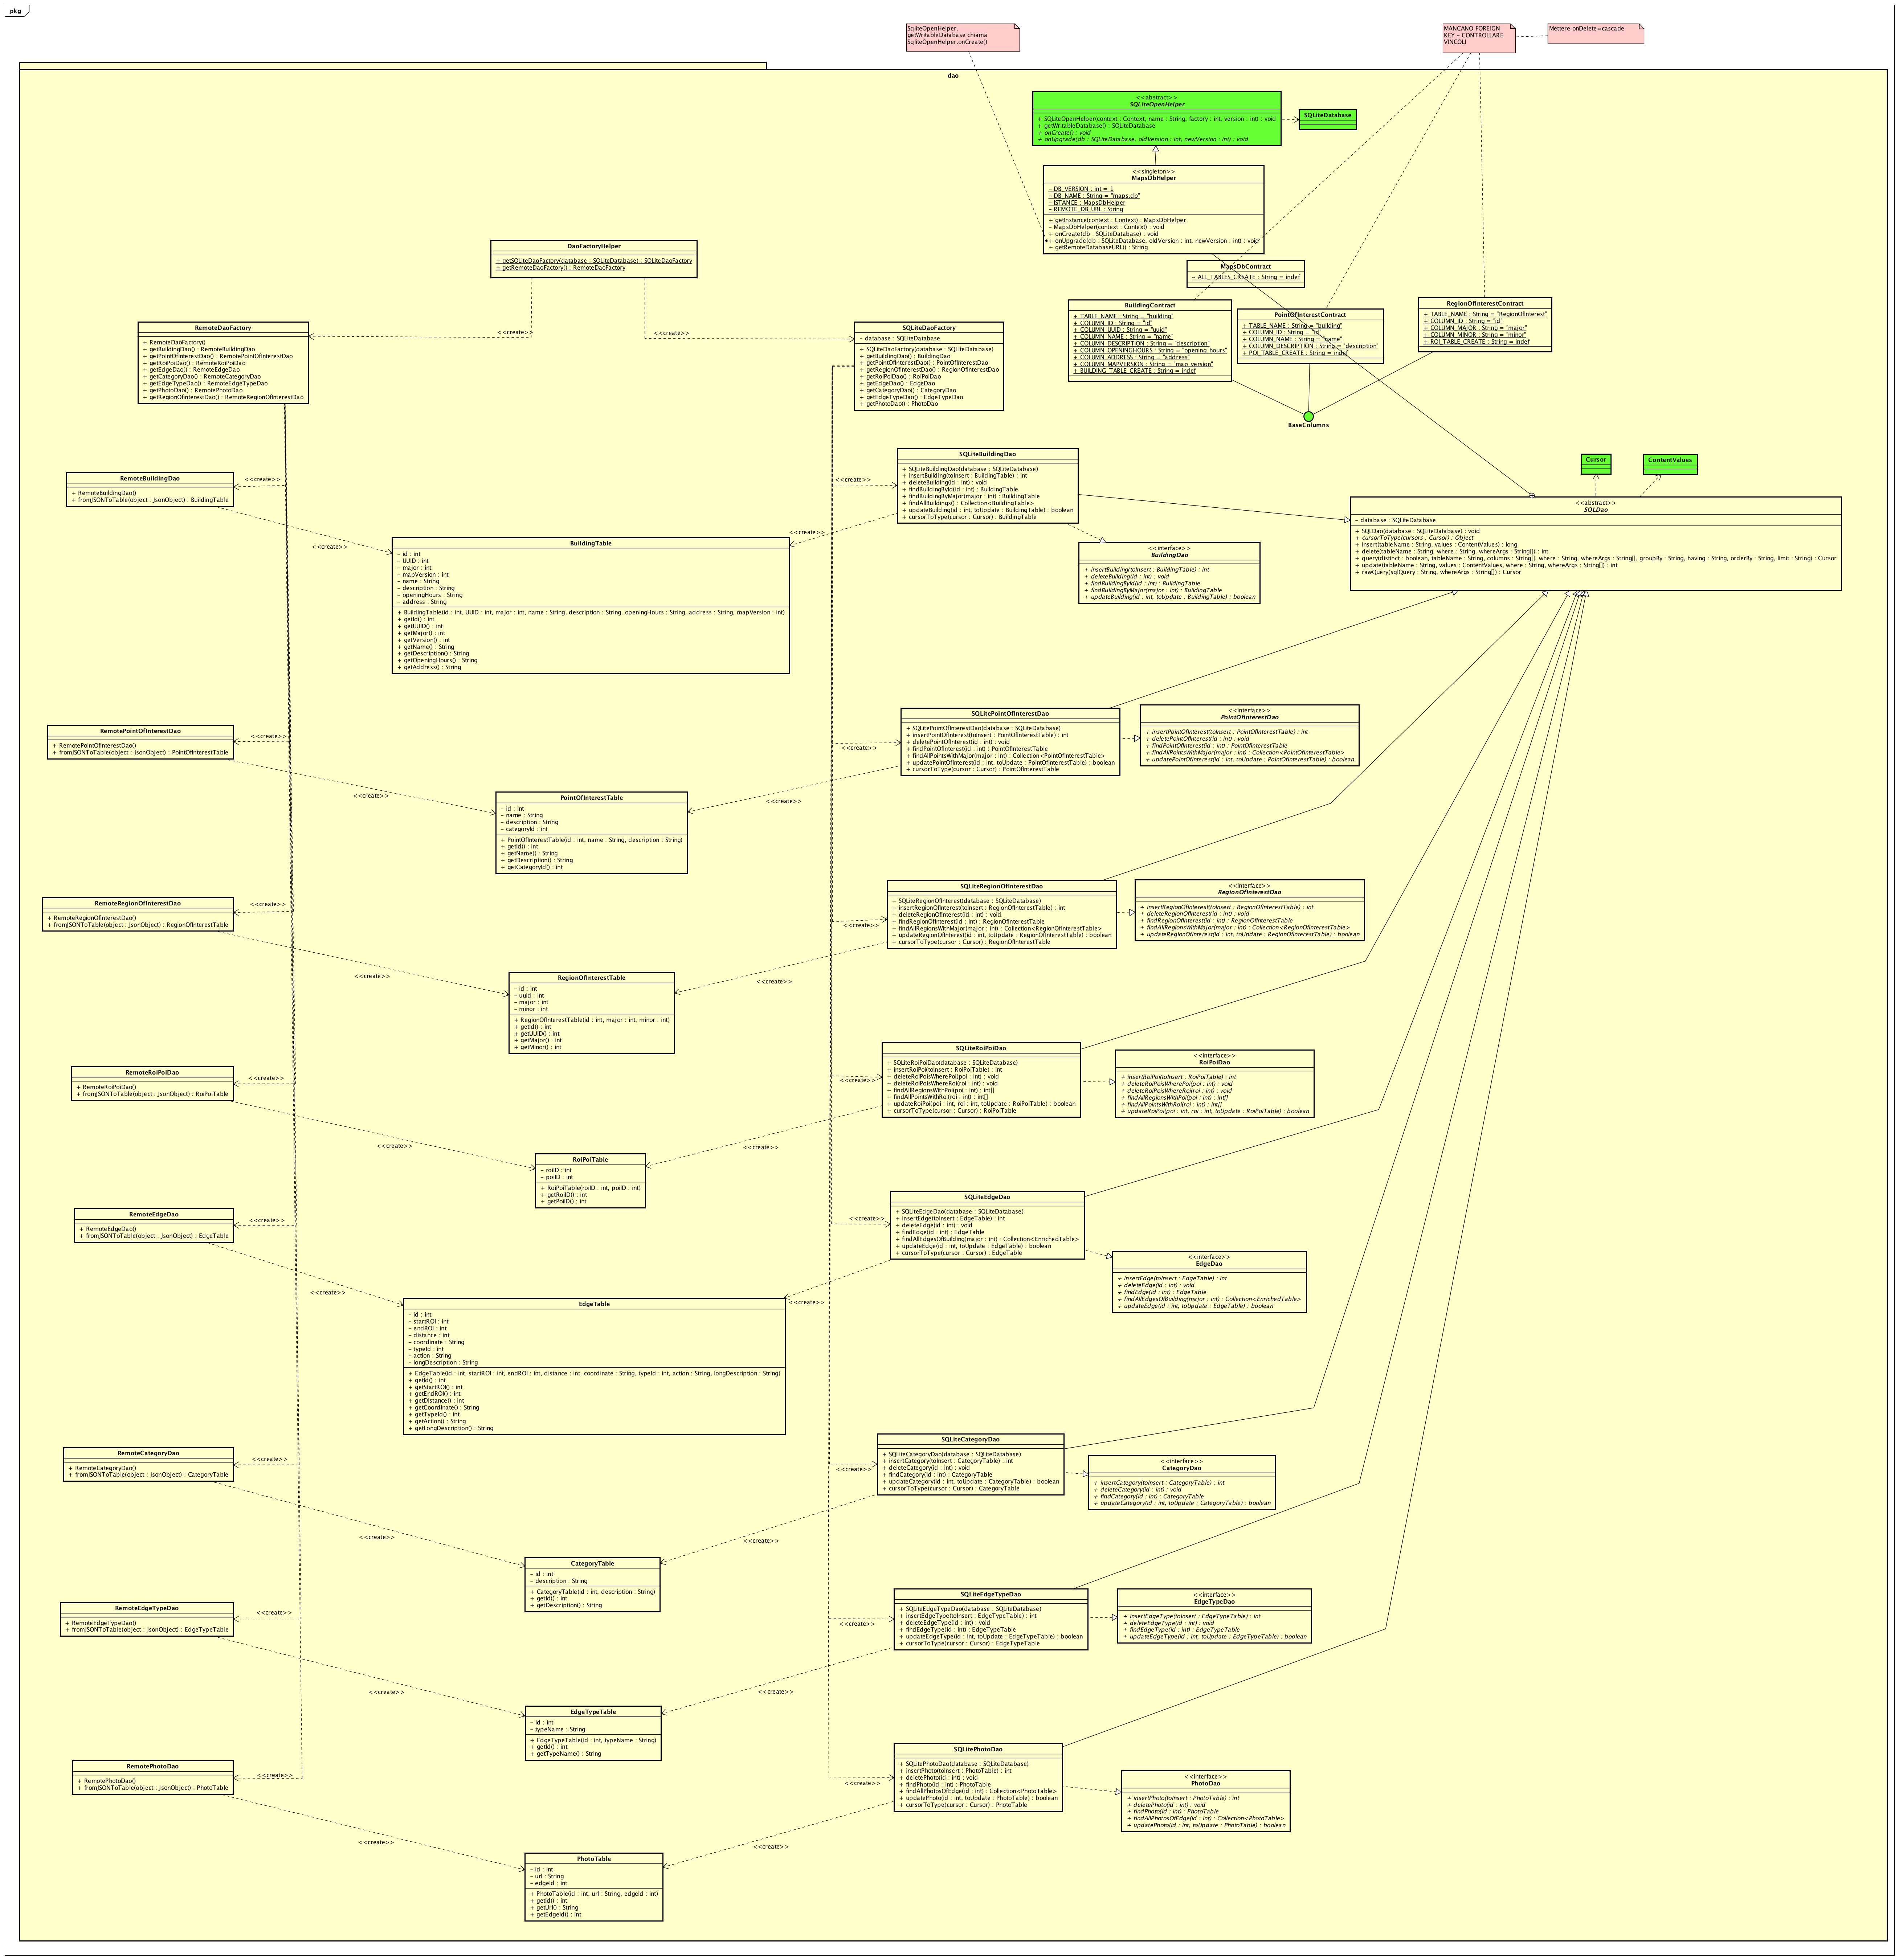 pkg
SqliteOpenHelper.
getWritableDatabase chiama
SqliteOpenHelper.onCreate()
MANCANO FOREIGN
KEY - CONTROLLARE
VINCOLI
Mettere onDelete=cascade
dao
<<abstract>>
SQLiteOpenHelper
+ SQLiteOpenHelper(context : Context, name : String, factory : int, version : int) : void
+ getWritableDatabase() : SQLiteDatabase
+ onCreate() : void
+ onUpgrade(db : SQLiteDatabase, oldVersion : int, newVersion : int) : void
SQLiteDatabase
<<singleton>>
MapsDbHelper
- DB_VERSION : int = 1
- DB_NAME : String = "maps.db"
- ISTANCE : MapsDbHelper
- REMOTE_DB_URL : String
+ getInstance(context : Context) : MapsDbHelper
- MapsDbHelper(context : Context) : void
+ onCreate(db : SQLiteDatabase) : void
+ onUpgrade(db : SQLiteDatabase, oldVersion : int, newVersion : int) : void
+ getRemoteDatabaseURL() : String
DaoFactoryHelper
+ getSQLiteDaoFactory(database : SQLiteDatabase) : SQLiteDaoFactory
+ getRemoteDaoFactory() : RemoteDaoFactory
MapsDbContract
- ALL_TABLES_CREATE : String = indef
BuildingContract
+ TABLE_NAME : String = "building"
+ COLUMN_ID : String = "id"
+ COLUMN_UUID : String = "uuid"
+ COLUMN_NAME : String = "name"
+ COLUMN_DESCRIPTION : String = "description"
+ COLUMN_OPENINGHOURS : String = "opening_hours"
+ COLUMN_ADDRESS : String = "address"
+ COLUMN_MAPVERSION : String = "map_version"
+ BUILDING_TABLE_CREATE : String = indef
PointOfInterestContract
+ TABLE_NAME : String = "building"
+ COLUMN_ID : String = "id"
+ COLUMN_NAME : String = "name"
+ COLUMN_DESCRIPTION : String = "description"
+ POI_TABLE_CREATE : String = indef
RegionOfInterestContract
+ TABLE_NAME : String = "RegionOfInterest"
+ COLUMN_ID : String = "id"
+ COLUMN_MAJOR : String = "major"
+ COLUMN_MINOR : String = "minor"
+ ROI_TABLE_CREATE : String = indef
BaseColumns
<<create>>
<<create>>
RemoteDaoFactory
+ RemoteDaoFactory()
+ getBuildingDao() : RemoteBuildingDao
+ getPointOfInterestDao() : RemotePointOfInterestDao
+ getRoiPoiDao() : RemoteRoiPoiDao
+ getEdgeDao() : RemoteEdgeDao
+ getCategoryDao() : RemoteCategoryDao
+ getEdgeTypeDao() : RemoteEdgeTypeDao
+ getPhotoDao() : RemotePhotoDao
+ getRegionOfInterestDao() : RemoteRegionOfInterestDao
SQLiteDaoFactory
- database : SQLiteDatabase
+ SQLiteDaoFactory(database : SQLiteDatabase)
+ getBuildingDao() : BuildingDao
+ getPointOfInterestDao() : PointOfInterestDao
+ getRegionOfInterestDao() : RegionOfInterestDao
+ getRoiPoiDao() : RoiPoiDao
+ getEdgeDao() : EdgeDao
+ getCategoryDao() : CategoryDao
+ getEdgeTypeDao() : EdgeTypeDao
+ getPhotoDao() : PhotoDao
Cursor
ContentValues
<<abstract>>
SQLDao
- database : SQLiteDatabase
+ SQLDao(database : SQLiteDatabase) : void
+ cursorToType(cursors : Cursor) : Object
+ insert(tableName : String, values : ContentValues) : long
+ delete(tableName : String, where : String, whereArgs : String[]) : int
+ query(distinct : boolean, tableName : String, columns : String[], where : String, whereArgs : String[], groupBy : String, having : String, orderBy : String, limit : String) : Cursor
+ update(tableName : String, values : ContentValues, where : String, whereArgs : String[]) : int
+ rawQuery(sqlQuery : String, whereArgs : String[]) : Cursor
RemoteBuildingDao
+ RemoteBuildingDao()
+ fromJSONToTable(object : JsonObject) : BuildingTable
<<create>>
<<create>>
BuildingTable
- id : int
- UUID : int
- major : int
- mapVersion : int
- name : String
- description : String
- openingHours : String
- address : String
+ BuildingTable(id : int, UUID : int, major : int, name : String, description : String, openingHours : String, address : String, mapVersion : int)
+ getId() : int
+ getUUID() : int
+ getMajor() : int
+ getVersion() : int
+ getName() : String
+ getDescription() : String
+ getOpeningHours() : String
+ getAddress() : String
<<create>>
<<create>>
SQLiteBuildingDao
+ SQLiteBuildingDao(database : SQLiteDatabase)
+ insertBuilding(toInsert : BuildingTable) : int
+ deleteBuilding(id : int) : void
+ findBuildingById(id : int) : BuildingTable
+ findBuildingByMajor(major : int) : BuildingTable
+ findAllBuildings() : Collection<BuildingTable>
+ updateBuilding(id : int, toUpdate : BuildingTable) : boolean
+ cursorToType(cursor : Cursor) : BuildingTable
<<interface>>
BuildingDao
+ insertBuilding(toInsert : BuildingTable) : int
+ deleteBuilding(id : int) : void
+ findBuildingById(id : int) : BuildingTable
+ findBuildingByMajor(major : int) : BuildingTable
+ updateBuilding(id : int, toUpdate : BuildingTable) : boolean
RemotePointOfInterestDao
+ RemotePointOfInterestDao()
+ fromJSONToTable(object : JsonObject) : PointOfInterestTable
<<create>>
<<create>>
PointOfInterestTable
- id : int
- name : String
- description : String
- categoryId : int
+ PointOfInterestTable(id : int, name : String, description : String)
+ getId() : int
+ getName() : String
+ getDescription() : String
+ getCategoryId() : int
<<create>>
<<create>>
SQLitePointOfInterestDao
+ SQLitePointOfInterestDao(database : SQLiteDatabase)
+ insertPointOfInterest(toInsert : PointOfInterestTable) : int
+ deletePointOfInterest(id : int) : void
+ findPointOfInterest(id : int) : PointOfInterestTable
+ findAllPointsWithMajor(major : int) : Collection<PointOfInterestTable>
+ updatePointOfInterest(id : int, toUpdate : PointOfInterestTable) : boolean
+ cursorToType(cursor : Cursor) : PointOfInterestTable
<<interface>>
PointOfInterestDao
+ insertPointOfInterest(toInsert : PointOfInterestTable) : int
+ deletePointOfInterest(id : int) : void
+ findPointOfInterest(id : int) : PointOfInterestTable
+ findAllPointsWithMajor(major : int) : Collection<PointOfInterestTable>
+ updatePointOfInterest(id : int, toUpdate : PointOfInterestTable) : boolean
RemoteRegionOfInterestDao
+ RemoteRegionOfInterestDao()
+ fromJSONToTable(object : JsonObject) : RegionOfInterestTable
<<create>>
<<create>>
RegionOfInterestTable
- id : int
- uuid : int
- major : int
- minor : int
+ RegionOfInterestTable(id : int, major : int, minor : int)
+ getId() : int
+ getUUID() : int
+ getMajor() : int
+ getMinor() : int
<<create>>
<<create>>
SQLiteRegionOfInterestDao
+ SQLiteRegionOfInterest(database : SQLiteDatabase)
+ insertRegionOfInterest(toInsert : RegionOfInterestTable) : int
+ deleteRegionOfInterest(id : int) : void
+ findRegionOfInterest(id : int) : RegionOfInterestTable
+ findAllRegionsWithMajor(major : int) : Collection<RegionOfInterestTable>
+ updateRegionOfInterest(id : int, toUpdate : RegionOfInterestTable) : boolean
+ cursorToType(cursor : Cursor) : RegionOfInterestTable
<<interface>>
RegionOfInterestDao
+ insertRegionOfInterest(toInsert : RegionOfInterestTable) : int
+ deleteRegionOfInterest(id : int) : void
+ findRegionOfInterest(id : int) : RegionOfInterestTable
+ findAllRegionsWithMajor(major : int) : Collection<RegionOfInterestTable>
+ updateRegionOfInterest(id : int, toUpdate : RegionOfInterestTable) : boolean
RemoteRoiPoiDao
+ RemoteRoiPoiDao()
+ fromJSONToTable(object : JsonObject) : RoiPoiTable
<<create>>
<<create>>
RoiPoiTable
- roiID : int
- poiID : int
+ RoiPoiTable(roiID : int, poiID : int)
+ getRoiID() : int
+ getPoiID() : int
<<create>>
<<create>>
SQLiteRoiPoiDao
+ SQLiteRoiPoiDao(database : SQLiteDatabase)
+ insertRoiPoi(toInsert : RoiPoiTable) : int
+ deleteRoiPoisWherePoi(poi : int) : void
+ deleteRoiPoisWhereRoi(roi : int) : void
+ findAllRegionsWithPoi(poi : int) : int[]
+ findAllPointsWithRoi(roi : int) : int[]
+ updateRoiPoi(poi : int, roi : int, toUpdate : RoiPoiTable) : boolean
+ cursorToType(cursor : Cursor) : RoiPoiTable
<<interface>>
RoiPoiDao
+ insertRoiPoi(toInsert : RoiPoiTable) : int
+ deleteRoiPoisWherePoi(poi : int) : void
+ deleteRoiPoisWhereRoi(roi : int) : void
+ findAllRegionsWithPoi(poi : int) : int[]
+ findAllPointsWithRoi(roi : int) : int[]
+ updateRoiPoi(poi : int, roi : int, toUpdate : RoiPoiTable) : boolean
RemoteEdgeDao
+ RemoteEdgeDao()
+ fromJSONToTable(object : JsonObject) : EdgeTable
<<create>>
<<create>>
EdgeTable
- id : int
- startROI : int
- endROI : int
- distance : int
- coordinate : String
- typeId : int
- action : String
- longDescription : String
+ EdgeTable(id : int, startROI : int, endROI : int, distance : int, coordinate : String, typeId : int, action : String, longDescription : String)
+ getId() : int
+ getStartROI() : int
+ getEndROI() : int
+ getDistance() : int
+ getCoordinate() : String
+ getTypeId() : int
+ getAction() : String
+ getLongDescription() : String
<<create>>
<<create>>
SQLiteEdgeDao
+ SQLiteEdgeDao(database : SQLiteDatabase)
+ insertEdge(toInsert : EdgeTable) : int
+ deleteEdge(id : int) : void
+ findEdge(id : int) : EdgeTable
+ findAllEdgesOfBuilding(major : int) : Collection<EnrichedTable>
+ updateEdge(id : int, toUpdate : EdgeTable) : boolean
+ cursorToType(cursor : Cursor) : EdgeTable
<<interface>>
EdgeDao
+ insertEdge(toInsert : EdgeTable) : int
+ deleteEdge(id : int) : void
+ findEdge(id : int) : EdgeTable
+ findAllEdgesOfBuilding(major : int) : Collection<EnrichedTable>
+ updateEdge(id : int, toUpdate : EdgeTable) : boolean
RemoteCategoryDao
+ RemoteCategoryDao()
+ fromJSONToTable(object : JsonObject) : CategoryTable
<<create>>
<<create>>
CategoryTable
- id : int
- description : String
+ CategoryTable(id : int, description : String)
+ getId() : int
+ getDescription() : String
<<create>>
<<create>>
SQLiteCategoryDao
+ SQLiteCategoryDao(database : SQLiteDatabase)
+ insertCategory(toInsert : CategoryTable) : int
+ deleteCategory(id : int) : void
+ findCategory(id : int) : CategoryTable
+ updateCategory(id : int, toUpdate : CategoryTable) : boolean
+ cursorToType(cursor : Cursor) : CategoryTable
<<interface>>
CategoryDao
+ insertCategory(toInsert : CategoryTable) : int
+ deleteCategory(id : int) : void
+ findCategory(id : int) : CategoryTable
+ updateCategory(id : int, toUpdate : CategoryTable) : boolean
RemoteEdgeTypeDao
+ RemoteEdgeTypeDao()
+ fromJSONToTable(object : JsonObject) : EdgeTypeTable
<<create>>
<<create>>
EdgeTypeTable
- id : int
- typeName : String
+ EdgeTypeTable(id : int, typeName : String)
+ getId() : int
+ getTypeName() : String
<<create>>
<<create>>
SQLiteEdgeTypeDao
+ SQLiteEdgeTypeDao(database : SQLiteDatabase)
+ insertEdgeType(toInsert : EdgeTypeTable) : int
+ deleteEdgeType(id : int) : void
+ findEdgeType(id : int) : EdgeTypeTable
+ updateEdgeType(id : int, toUpdate : EdgeTypeTable) : boolean
+ cursorToType(cursor : Cursor) : EdgeTypeTable
<<interface>>
EdgeTypeDao
+ insertEdgeType(toInsert : EdgeTypeTable) : int
+ deleteEdgeType(id : int) : void
+ findEdgeType(id : int) : EdgeTypeTable
+ updateEdgeType(id : int, toUpdate : EdgeTypeTable) : boolean
RemotePhotoDao
+ RemotePhotoDao()
+ fromJSONToTable(object : JsonObject) : PhotoTable
<<create>>
<<create>>
PhotoTable
- id : int
- url : String
- edgeId : int
+ PhotoTable(id : int, url : String, edgeId : int)
+ getId() : int
+ getUrl() : String
+ getEdgeId() : int
<<create>>
<<create>>
SQLitePhotoDao
+ SQLitePhotoDao(database : SQLiteDatabase)
+ insertPhoto(toInsert : PhotoTable) : int
+ deletePhoto(id : int) : void
+ findPhoto(id : int) : PhotoTable
+ findAllPhotosOfEdge(id : int) : Collection<PhotoTable>
+ updatePhoto(id : int, toUpdate : PhotoTable) : boolean
+ cursorToType(cursor : Cursor) : PhotoTable
<<interface>>
PhotoDao
+ insertPhoto(toInsert : PhotoTable) : int
+ deletePhoto(id : int) : void
+ findPhoto(id : int) : PhotoTable
+ findAllPhotosOfEdge(id : int) : Collection<PhotoTable>
+ updatePhoto(id : int, toUpdate : PhotoTable) : boolean